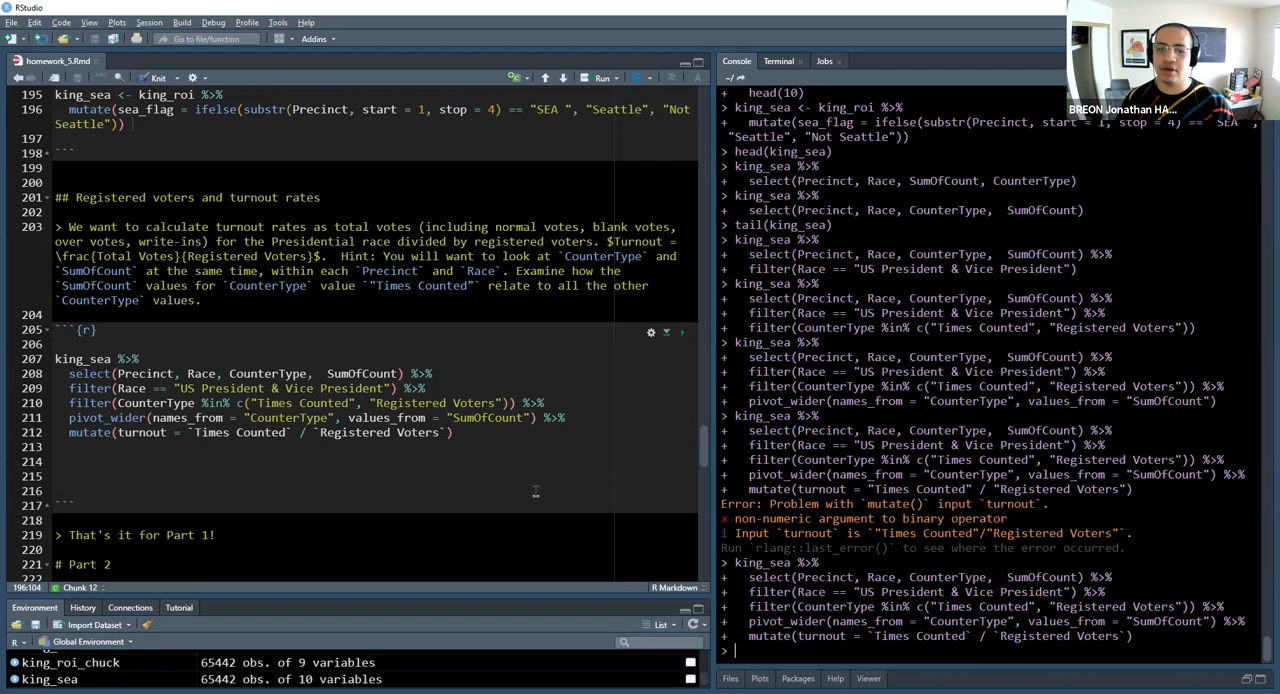 RStudio
File Edit Code View Plots Session Build Debug Profile Tools Help
Go to file/function Addins
homework_5.Rmd
Knit Run
195 king_sea <- king_roi %>%
196 mutate(sea_flag = ifelse(substr(Precinct, start = 1, stop = 4) == "SEA ", "Seattle", "Not
Seattle"))
197
198 ```
199
200
201 ## Registered voters and turnout rates
202
203 > We want to calculate turnout rates as total votes (including normal votes, blank votes,
over votes, write-ins) for the Presidential race divided by registered voters. $Turnout =
\frac{Total Votes}{Registered Voters}$. Hint: You will want to look at `CounterType` and
`SumOfCount` at the same time, within each `Precinct` and `Race`. Examine how the
`SumOfCount` values for `CounterType` value `"Times Counted"` relate to all the other
`CounterType` values.
204
205 ```{r}
206
207 king_sea %>%
208 select(Precinct, Race, CounterType, SumOfCount) %>%
209 filter(Race == "US President & Vice President") %>%
210 filter(CounterType %in% c("Times Counted", "Registered Voters")) %>%
211 pivot_wider(names_from = "CounterType", values_from = "SumOfCount") %>%
212 mutate(turnout = `Times Counted` / `Registered Voters`)
213
214
215
216
217 ```
218
219 > That's it for Part 1!
220
221 # Part 2
222
196:104 Chunk 12 R Markdown
Environment History Connections Tutorial
Import Dataset List
R Global Environment
king_roi_chuck 65442 obs. of 9 variables
king_sea 65442 obs. of 10 variables
Console Terminal Jobs
~/
+ head(10)
> king_sea <- king_roi %>%
+ mutate(sea_flag = ifelse(substr(Precinct, start = 1, stop = 4) == "SEA ",
"Seattle", "Not Seattle"))
> head(king_sea)
> king_sea %>%
+ select(Precinct, Race, SumOfCount, CounterType)
> king_sea %>%
+ select(Precinct, Race, CounterType, SumOfCount)
> tail(king_sea)
> king_sea %>%
+ select(Precinct, Race, CounterType, SumOfCount) %>%
+ filter(Race == "US President & Vice President")
> king_sea %>%
+ select(Precinct, Race, CounterType, SumOfCount) %>%
+ filter(Race == "US President & Vice President") %>%
+ filter(CounterType %in% c("Times Counted", "Registered Voters"))
> king_sea %>%
+ select(Precinct, Race, CounterType, SumOfCount) %>%
+ filter(Race == "US President & Vice President") %>%
+ filter(CounterType %in% c("Times Counted", "Registered Voters")) %>%
+ pivot_wider(names_from = "CounterType", values_from = "SumOfCount")
> king_sea %>%
+ select(Precinct, Race, CounterType, SumOfCount) %>%
+ filter(Race == "US President & Vice President") %>%
+ filter(CounterType %in% c("Times Counted", "Registered Voters")) %>%
+ pivot_wider(names_from = "CounterType", values_from = "SumOfCount") %>%
+ mutate(turnout = "Times Counted" / "Registered Voters")
Error: Problem with `mutate()` input `turnout`.
x non-numeric argument to binary operator
i Input `turnout` is `"Times Counted"/"Registered Voters"`.
Run `rlang::last_error()` to see where the error occurred.
> king_sea %>%
+ select(Precinct, Race, CounterType, SumOfCount) %>%
+ filter(Race == "US President & Vice President") %>%
+ filter(CounterType %in% c("Times Counted", "Registered Voters")) %>%
+ pivot_wider(names_from = "CounterType", values_from = "SumOfCount") %>%
+ mutate(turnout = `Times Counted` / `Registered Voters`)
>
Files Plots Packages Help Viewer
BREON Jonathan HA...